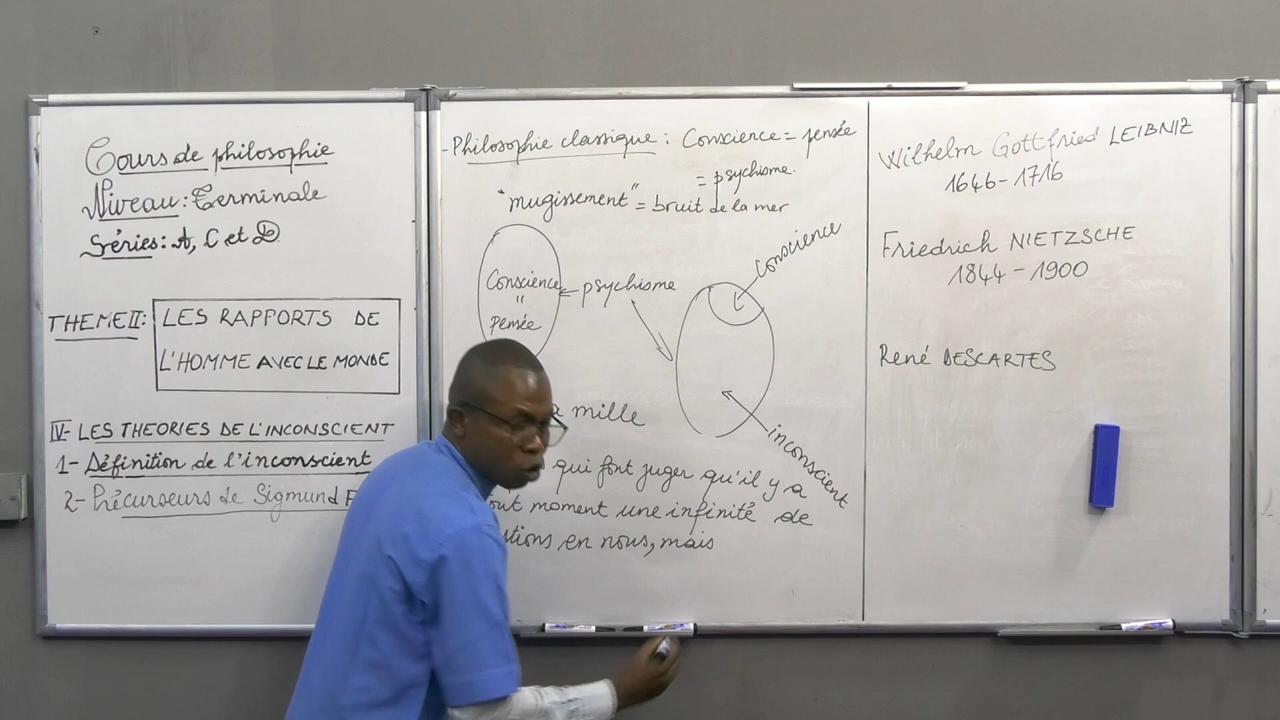 Cours de philosophie
Niveau: Terminale
Séries: A, C et D
THEME II: LES RAPPORTS DE
L'HOMME AVEC LE MONDE
IV- LES THEORIES DE L'INCONSCIENT
1- Définition de l'inconscient
2- Précurseurs de Sigmund F
- Philosophie classique: Conscience = pensée
= psychisme.
"mugissement" = bruit de la mer
Conscience
"
Pensée
psychisme
conscience
inconscient
a mille
qui font juger qu'il y a
tout moment une infinité de
tions en nous, mais
Wilhelm Gottfried LEIBNIZ
1646-1716
Friedrich NIETZSCHE
1844-1900
René DESCARTES